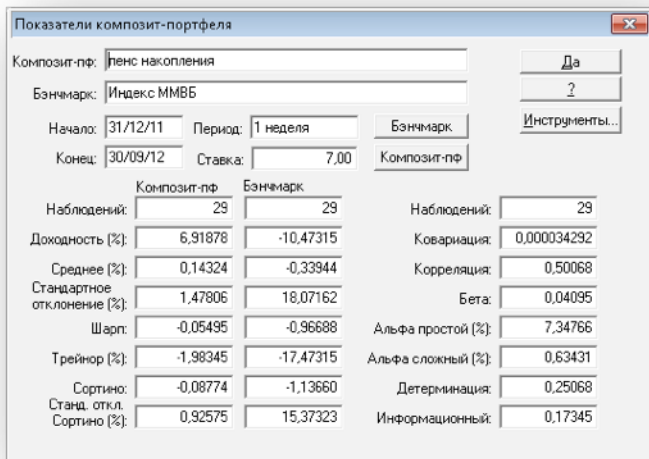 Показатели композит-портфеля
Композит-пф: пенс накопления
Да
Бэнчмарк: Индекс ММВБ
?
Начало: 31/12/11 Период: 1 неделя Бэнчмарк Инструменты...
Конец: 30/09/12 Ставка: 7,00 Композит-пф
Композит-пф Бэнчмарк
Наблюдений: 29 29 Наблюдений: 29
Доходность (%): 6,91878 -10,47315 Ковариация: 0,000034292
Среднее (%): 0,14324 -0,33944 Корреляция: 0,50068
Стандартное
отклонение (%): 1,47806 18,07162 Бета: 0,04095
Шарп: -0,05495 -0,96688 Альфа простой (%): 7,34766
Трейнор (%): -1,98345 -17,47315 Альфа сложный (%): 0,63431
Сортино: -0,08774 -1,13660 Детерминация: 0,25068
Станд. откл.
Сортино (%): 0,92575 15,37323 Информационный: 0,17345